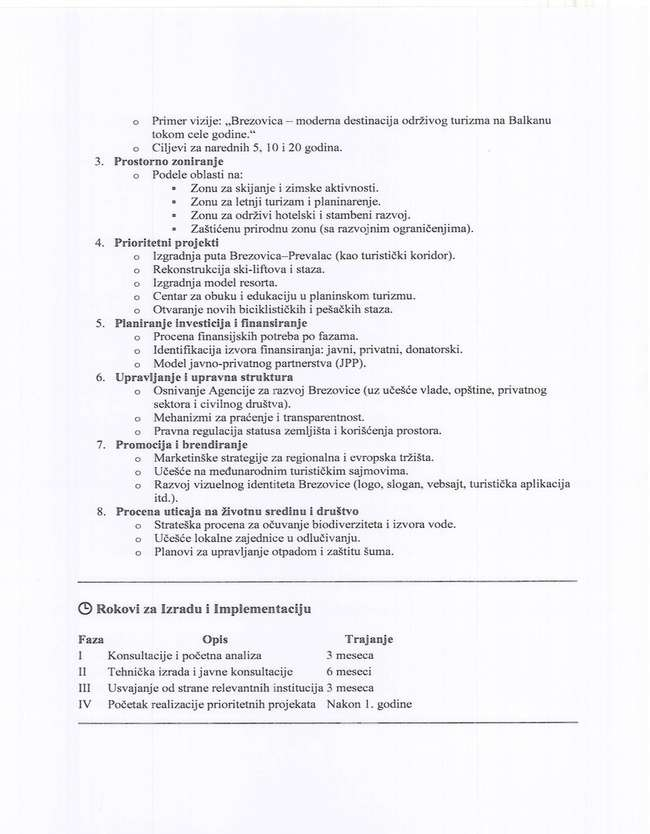 o Primer vizije: „Brezovica – moderna destinacija održivog turizma na Balkanu
tokom cele godine.“
o Ciljevi za narednih 5, 10 i 20 godina.
3. Prostorno zoniranje
o Podele oblasti na:
▪ Zonu za skijanje i zimske aktivnosti.
▪ Zonu za letnji turizam i planinarenje.
▪ Zonu za održivi hotelski i stambeni razvoj.
▪ Zaštićenu prirodnu zonu (sa razvojnim ograničenjima).
4. Prioritetni projekti
o Izgradnja puta Brezovica–Prevalac (kao turistički koridor).
o Rekonstrukcija ski-liftova i staza.
o Izgradnja model resorta.
o Centar za obuku i edukaciju u planinskom turizmu.
o Otvaranje novih biciklističkih i pešačkih staza.
5. Planiranje investicija i finansiranje
o Procena finansijskih potreba po fazama.
o Identifikacija izvora finansiranja: javni, privatni, donatorski.
o Model javno-privatnog partnerstva (JPP).
6. Upravljanje i upravna struktura
o Osnivanje Agencije za razvoj Brezovice (uz učešće vlade, opštine, privatnog
sektora i civilnog društva).
o Mehanizmi za praćenje i transparentnost.
o Pravna regulacija statusa zemljišta i korišćenja prostora.
7. Promocija i brendiranje
o Marketinške strategije za regionalna i evropska tržišta.
o Učešće na međunarodnim turističkim sajmovima.
o Razvoj vizuelnog identiteta Brezovice (logo, slogan, vebsajt, turistička aplikacija
itd.).
8. Procena uticaja na životnu sredinu i društvo
o Strateška procena za očuvanje biodiverziteta i izvora vode.
o Učešće lokalne zajednice u odlučivanju.
o Planovi za upravljanje otpadom i zaštitu šuma.
Rokovi za Izradu i Implementaciju
Faza Opis Trajanje
I Konsultacije i početna analiza 3 meseca
II Tehnička izrada i javne konsultacije 6 meseci
III Usvajanje od strane relevantnih institucija 3 meseca
IV Početak realizacije prioritetnih projekata Nakon 1. godine